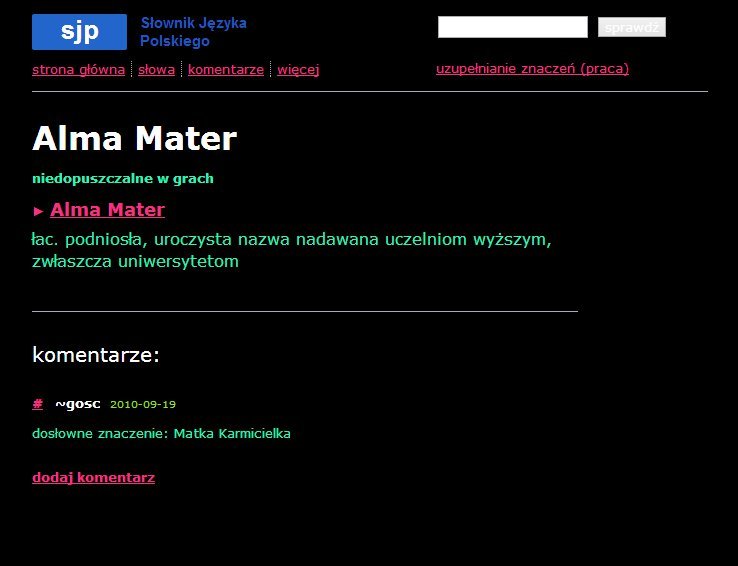 sjp
Słownik Języka
Polskiego
sprawdź
strona główna słowa komentarze więcej
uzupełnianie znaczeń (praca)
Alma Mater
niedopuszczalne w grach
► Alma Mater
łac. podniosła, uroczysta nazwa nadawana uczelniom wyższym,
zwłaszcza uniwersytetom
komentarze:
# ~gosc 2010-09-19
dosłowne znaczenie: Matka Karmicielka
dodaj komentarz